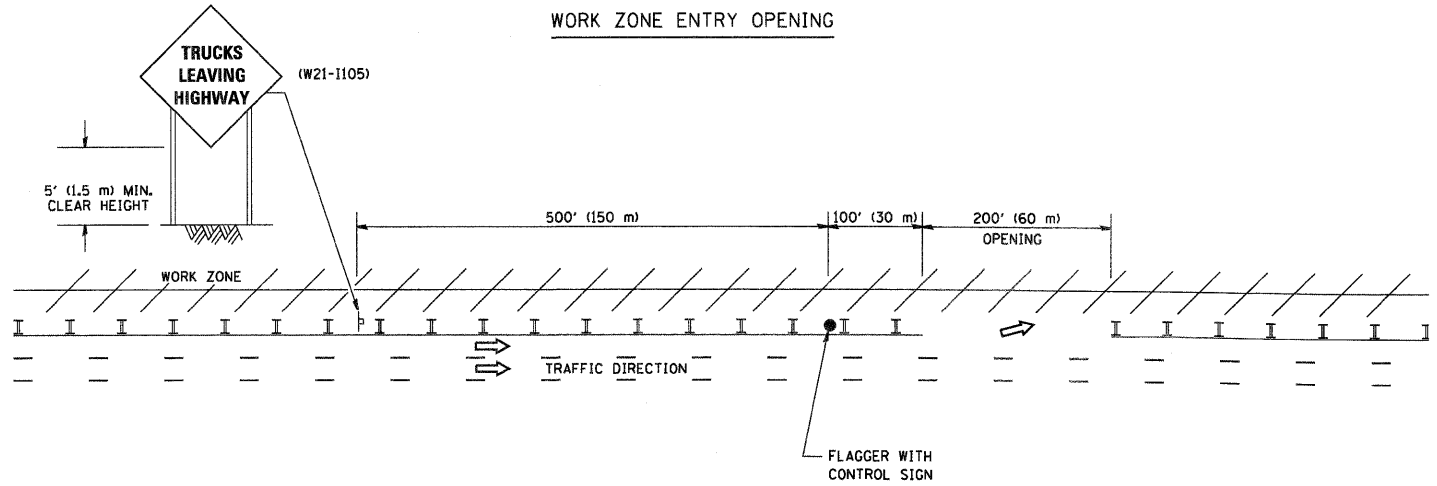 WORK ZONE ENTRY OPENING
TRUCKS
LEAVING
HIGHWAY
(W21-I105)
5' (1.5 m) MIN.
CLEAR HEIGHT
500' (150 m)
100' (30 m)
200' (60 m)
OPENING
WORK ZONE
TRAFFIC DIRECTION
FLAGGER WITH
CONTROL SIGN